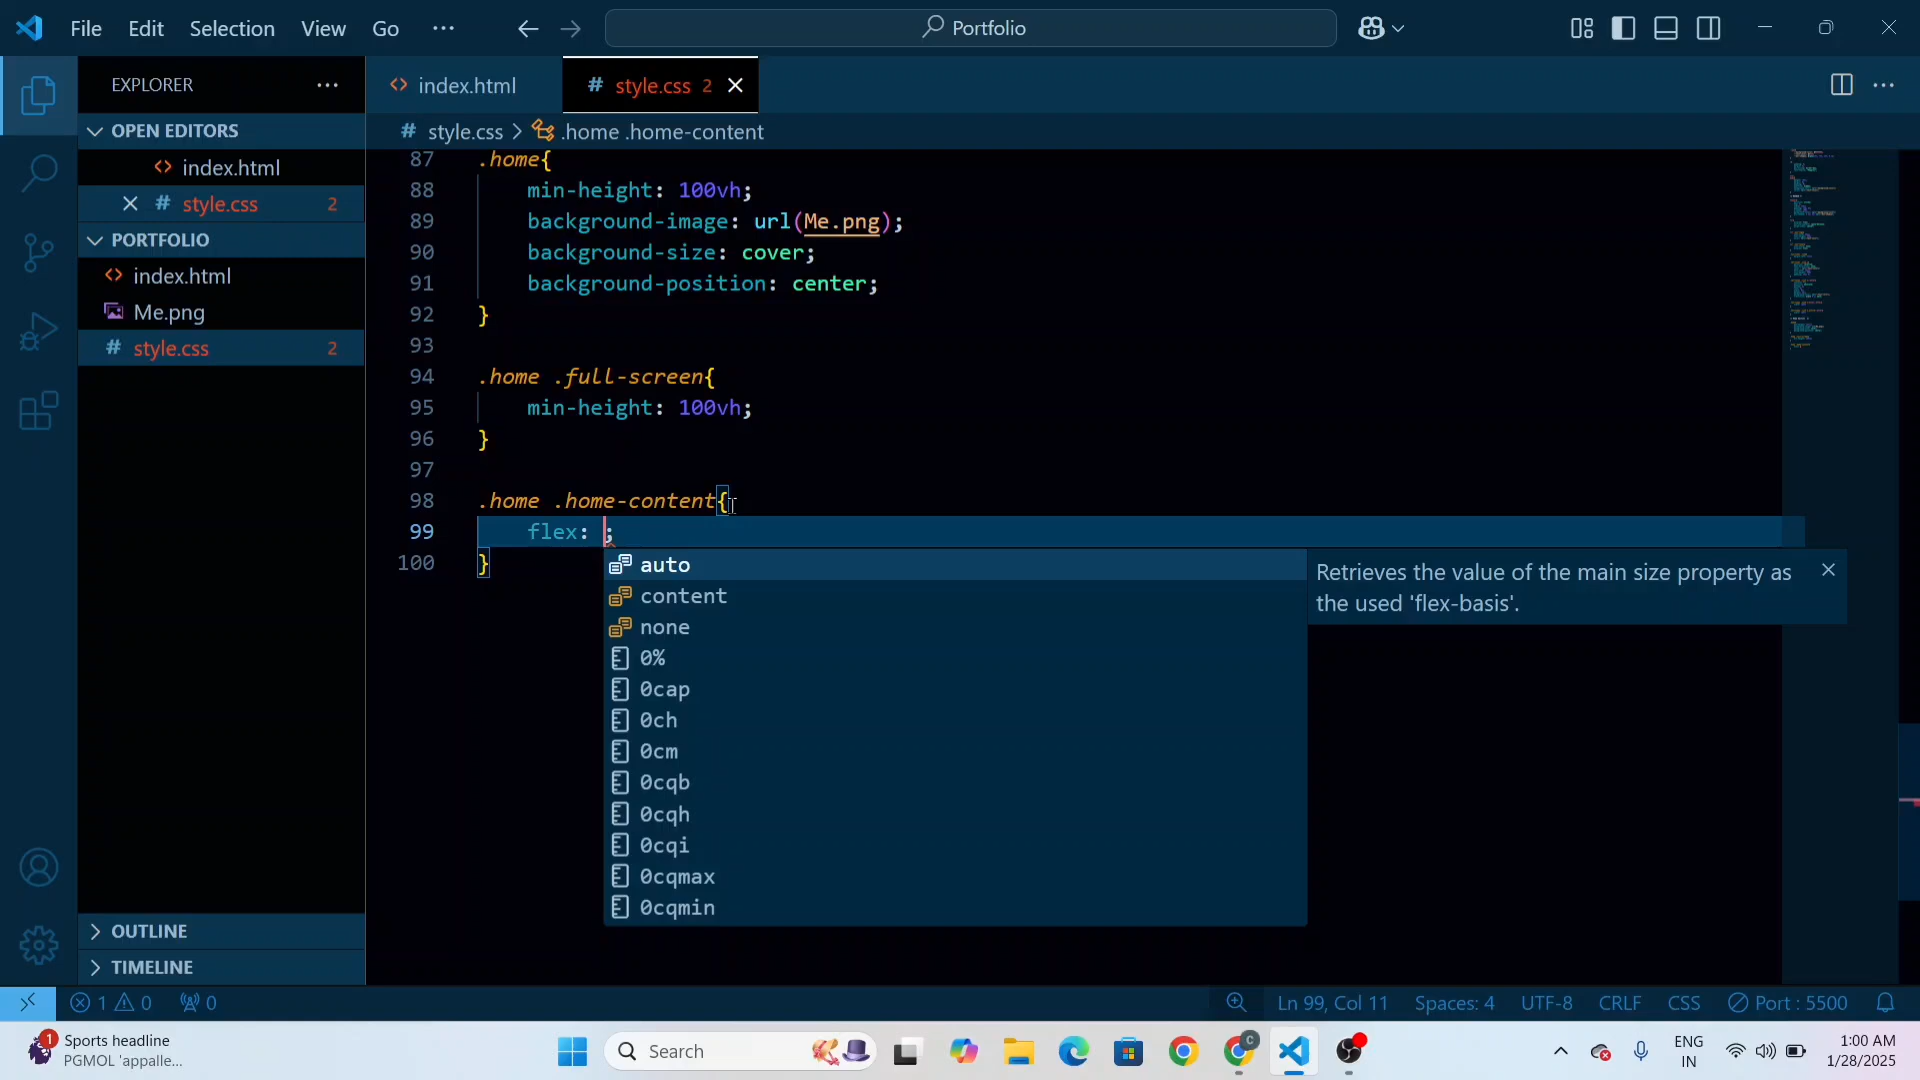 File Edit Selection View Go ··· Portfolio
EXPLORER ···
index.html
# style.css 2
OPEN EDITORS
index.html
# style.css 2
PORTFOLIO
index.html
Me.png
# style.css 2
OUTLINE
TIMELINE
# style.css > .home .home-content
87 .home{
88 min-height: 100vh;
89 background-image: url(Me.png);
90 background-size: cover;
91 background-position: center;
92 }
93
94 .home .full-screen{
95 min-height: 100vh;
96 }
97
98 .home .home-content{
99 flex: ;
100 }
auto
content
none
0%
0cap
0ch
0cm
0cqb
0cqh
0cqi
0cqmax
0cqmin
Retrieves the value of the main size property as
the used 'flex-basis'.
1 0 0 Ln 99, Col 11 Spaces: 4 UTF-8 CRLF CSS Port : 5500
1
Sports headline
PGMOL 'appalle...
Search
C
ENG
IN
1:00 AM
1/28/2025